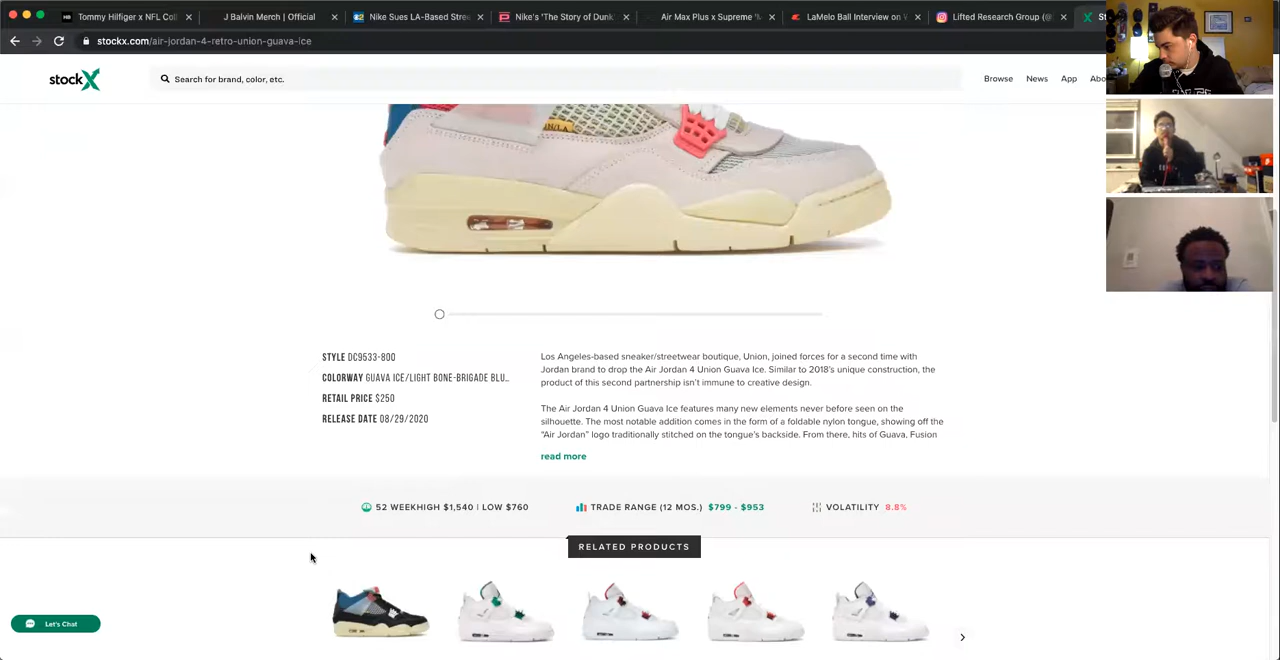 Tommy Hilfiger x NFL Coll
J Balvin Merch | Official
Nike Sues LA-Based Stree
Nike's 'The Story of Dunk'
Air Max Plus x Supreme 'M
LaMelo Ball Interview on W
Lifted Research Group (@
St
stockx.com/air-jordan-4-retro-union-guava-ice
stockX
Search for brand, color, etc.
Browse
News
App
Abo
STYLE DC9533-800
COLORWAY GUAVA ICE/LIGHT BONE-BRIGADE BLU...
RETAIL PRICE $250
RELEASE DATE 08/29/2020
Los Angeles-based sneaker/streetwear boutique, Union, joined forces for a second time with
Jordan brand to drop the Air Jordan 4 Union Guava Ice. Similar to 2018's unique construction, the
product of this second partnership isn't immune to creative design.
The Air Jordan 4 Union Guava Ice features many new elements never before seen on the
silhouette. The most notable addition comes in the form of a foldable nylon tongue, showing off the
"Air Jordan" logo traditionally stitched on the tongue's backside. From there, hits of Guava, Fusion
read more
52 WEEKHIGH $1,540 | LOW $760
TRADE RANGE (12 MOS.) $799 - $953
VOLATILITY 8.8%
RELATED PRODUCTS
Let's Chat